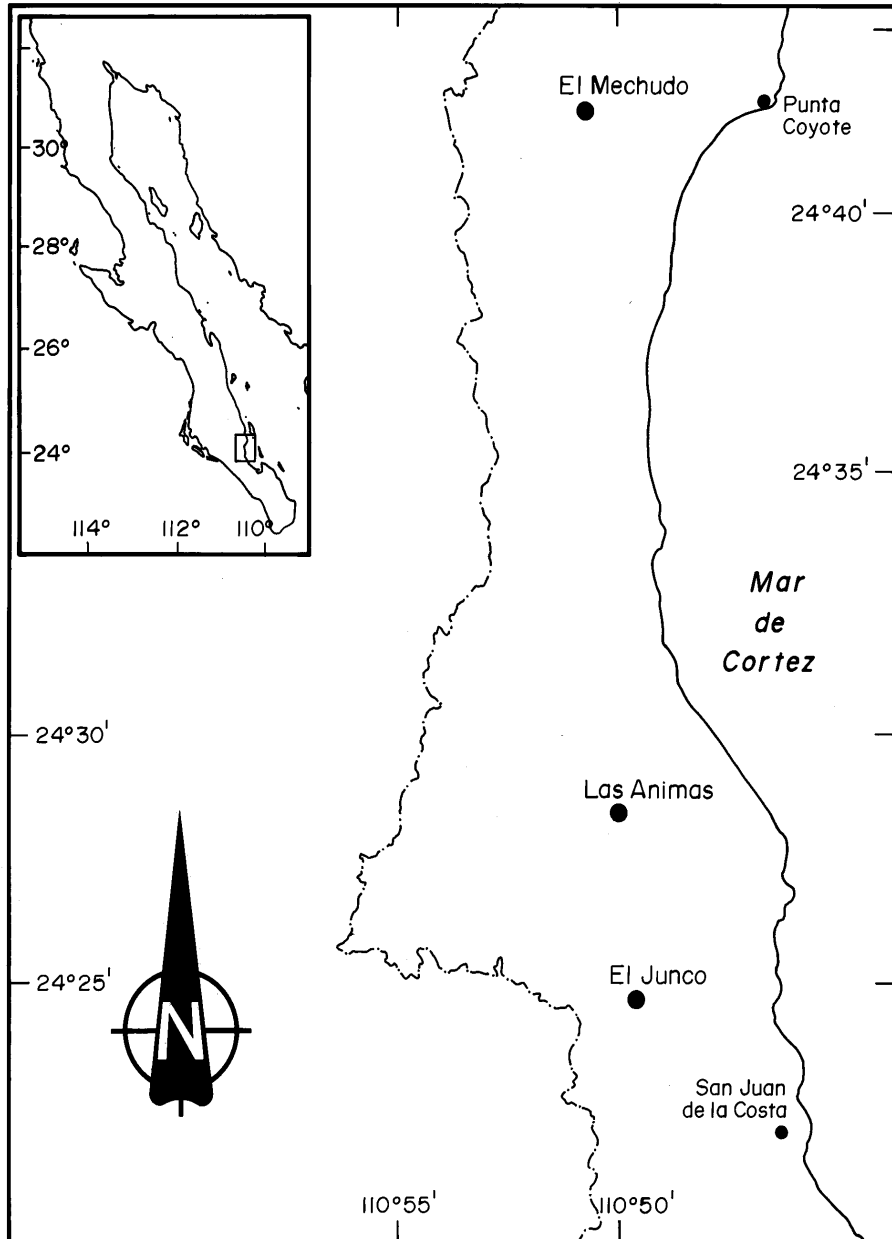 30°
28°
26°
24°
114°
112°
110°
El Mechudo
Punta
Coyote
24°40'
24°35'
Mar
de
Cortez
24°30'
Las Animas
24°25'
El Junco
N
San Juan
de la Costa
110°55'
110°50'